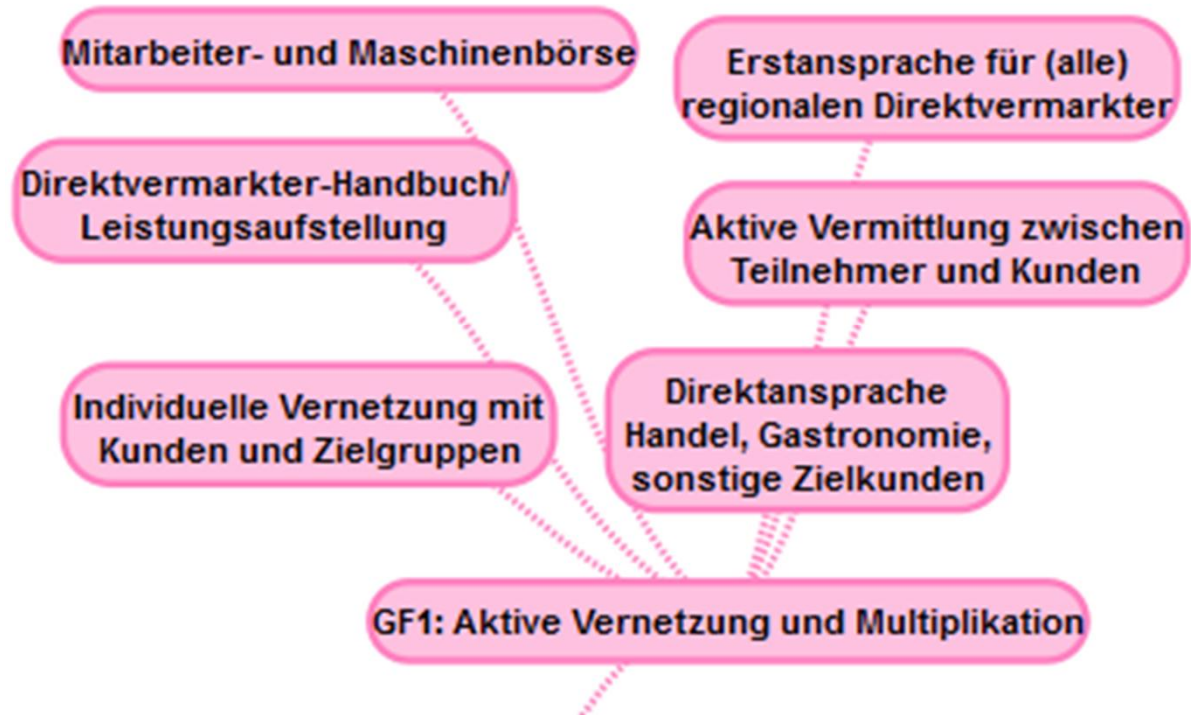 Mitarbeiter- und Maschinenbörse
Erstansprache für (alle)
regionalen Direktvermarkter
Direktvermarkter-Handbuch/
Leistungsaufstellung
Aktive Vermittlung zwischen
Teilnehmer und Kunden
Individuelle Vernetzung mit
Kunden und Zielgruppen
Direktansprache
Handel, Gastronomie,
sonstige Zielkunden
GF1: Aktive Vernetzung und Multiplikation